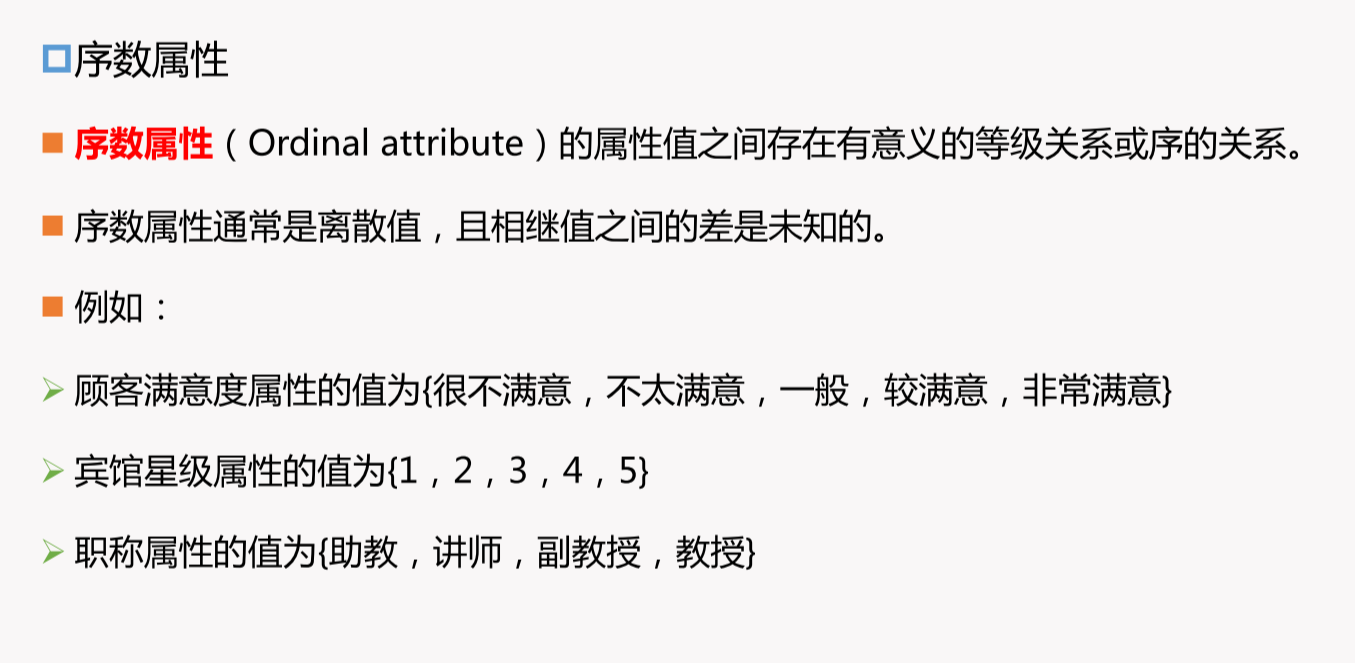 序数属性
序数属性（Ordinal attribute）的属性值之间存在有意义的等级关系或序的关系。
序数属性通常是离散值，且相继值之间的差是未知的。
例如：
顾客满意度属性的值为{很不满意，不太满意，一般，较满意，非常满意}
宾馆星级属性的值为{1，2，3，4，5}
职称属性的值为{助教，讲师，副教授，教授}